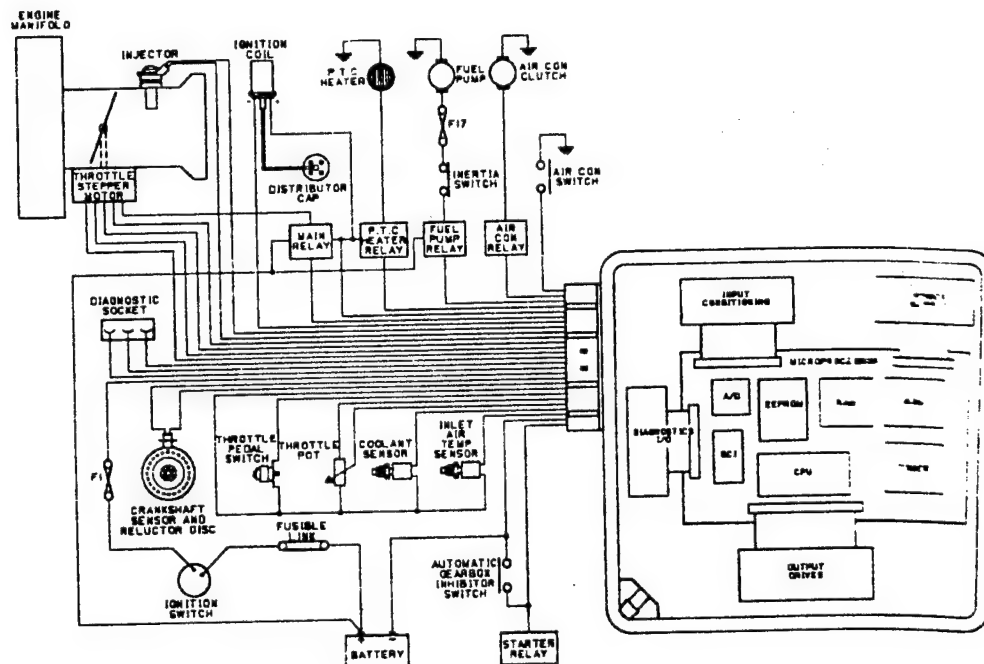 ENGINE
MANIFOLD
INJECTOR
IGNITION
COIL
P.T.C
HEATER
FUEL
PUMP
AIR CON
CLUTCH
F17
INERTIA
SWITCH
AIR CON
SWITCH
DISTRIBUTOR
CAP
THROTTLE
STEPPER
MOTOR
MAIN
RELAY
P.T.C
HEATER
RELAY
FUEL
PUMP
RELAY
AIR
CON
RELAY
DIAGNOSTIC
SOCKET
INPUT
CONDITIONING
A/D
EEPROM
DIAGNOSTICS
I/O
SCI
CPU
OUTPUT
DRIVES
THROTTLE
PEDAL
SWITCH
THROTTLE
POT
COOLANT
SENSOR
INLET
AIR
TEMP
SENSOR
F1
CRANKSHAFT
SENSOR AND
RELUCTOR DISC
FUSIBLE
LINK
IGNITION
SWITCH
AUTOMATIC
GEARBOX
INHIBITOR
SWITCH
+ -
BATTERY
STARTER
RELAY